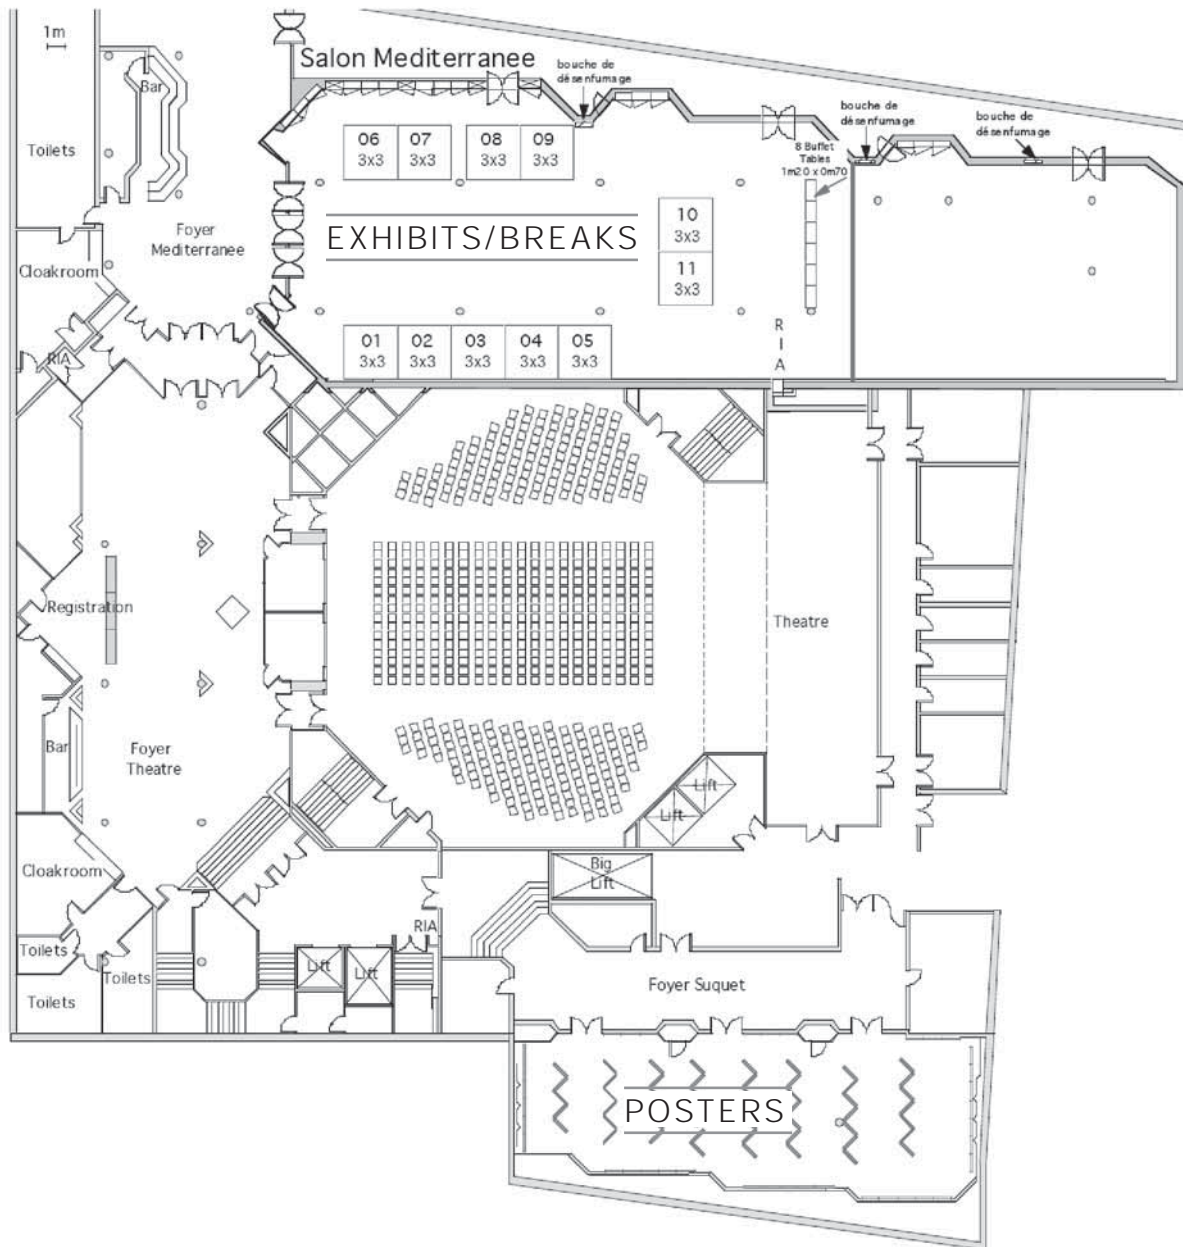 1m
Salon Mediterranee
bouche de
désenfumage
bouche de
désenfumage
bouche de
désenfumage
Bar
Toilets
06
3x3
07
3x3
08
3x3
09
3x3
8 Buffet
Tables
1m20 x 0m70
Foyer
Mediterranee
EXHIBITS/BREAKS
10
3x3
11
3x3
Cloakroom
RIA
01
3x3
02
3x3
03
3x3
04
3x3
05
3x3
R
I
A
Registration
Theatre
Bar
Foyer
Theatre
Lift
Lift
Cloakroom
Big
Lift
RIA
Toilets
Toilets
Toilets
Lift
Lift
Foyer Suquet
POSTERS